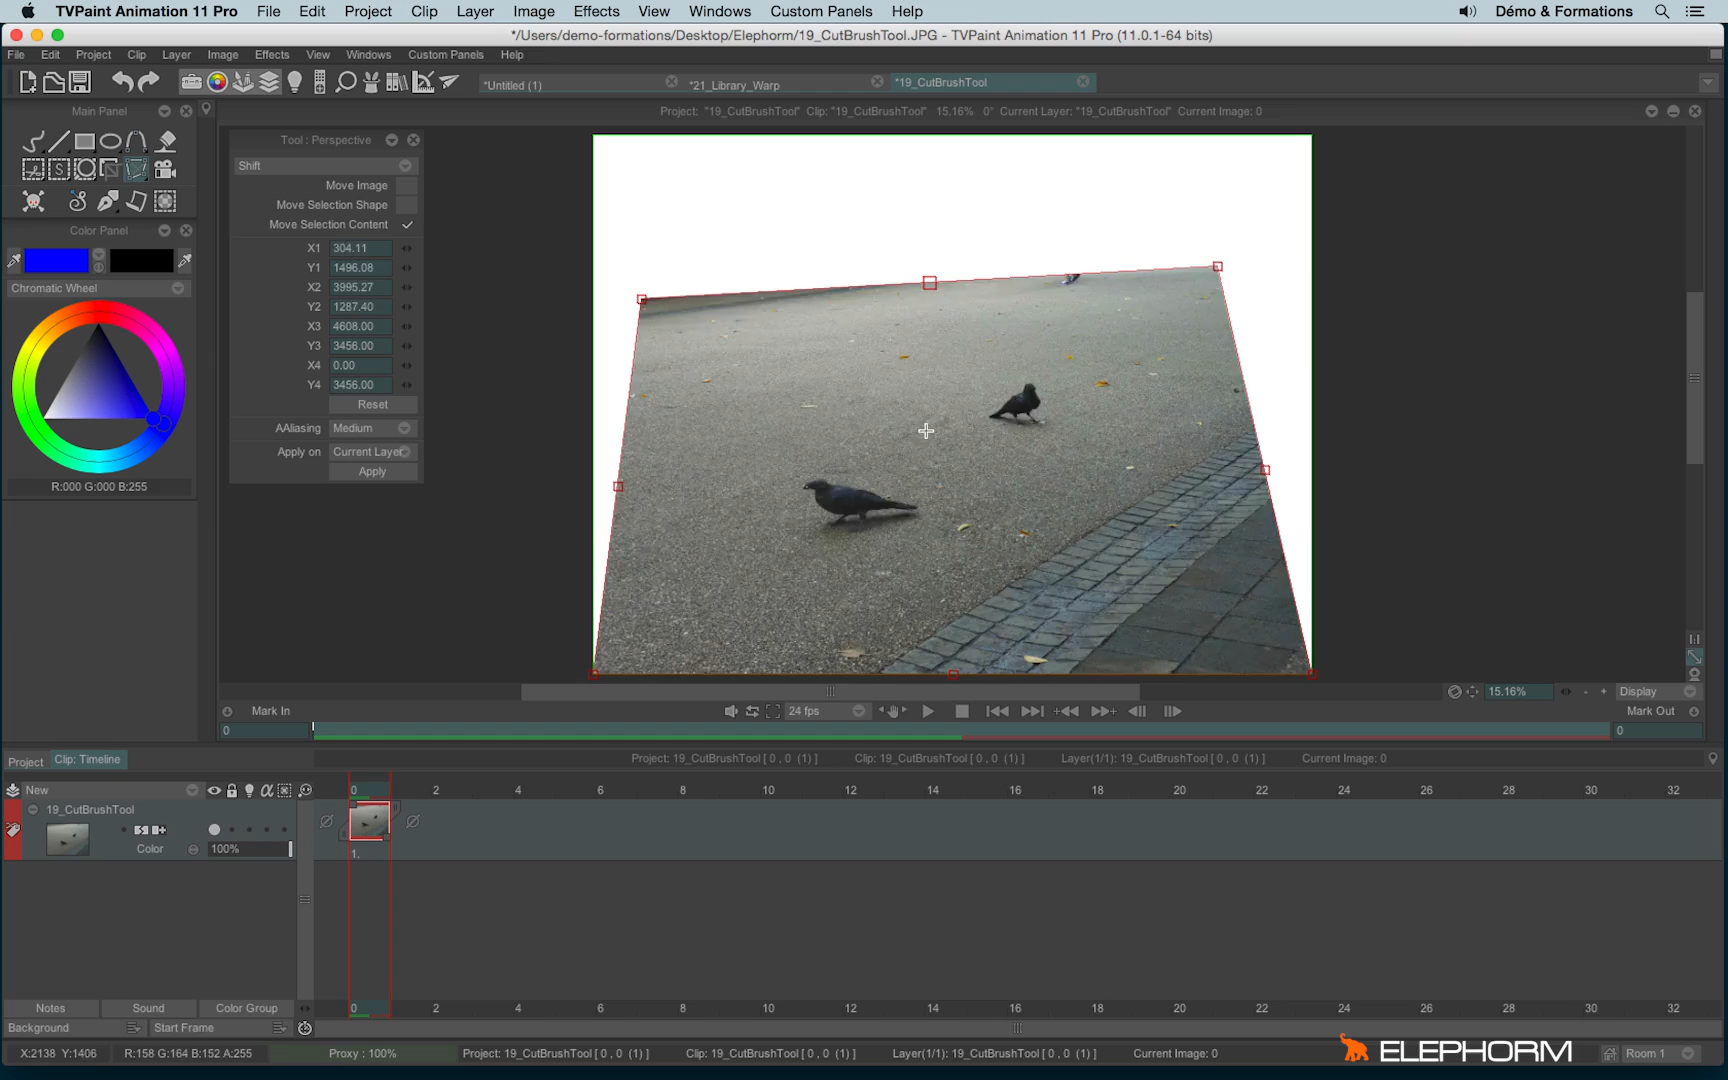 TVPaint Animation 11 Pro File Edit Project Clip Layer Image Effects View Windows Custom Panels Help Démo & Formations
*/Users/demo-formations/Desktop/Elephorm/19_CutBrushTool.JPG - TVPaint Animation 11 Pro (11.0.1-64 bits)
File Edit Project Clip Layer Image Effects View Windows Custom Panels Help
*Untitled (1) *21_Library_Warp *19_CutBrushTool
Main Panel
Project: "19_CutBrushTool" Clip: "19_CutBrushTool" 15.16% 0° Current Layer: "19_CutBrushTool" Current Image: 0
Tool : Perspective
Shift
Move Image
Move Selection Shape
Move Selection Content
X1 304.11
Y1 1496.08
X2 3995.27
Y2 1287.40
X3 4608.00
Y3 3456.00
X4 0.00
Y4 3456.00
Reset
AAliasing Medium
Apply on Current Layer
Apply
Color Panel
Chromatic Wheel
R:000 G:000 B:255
15.16% - + Display
Mark In 24 fps Mark Out
0 0
Project Clip: Timeline Project: 19_CutBrushTool [ 0 , 0 (1) ] Clip: 19_CutBrushTool [ 0 , 0 (1) ] Layer(1/1): 19_CutBrushTool [ 0 , 0 (1) ] Current Image: 0
New 0 2 4 6 8 10 12 14 16 18 20 22 24 26 28 30 32
19_CutBrushTool
Color 100%
1.
Notes Sound Color Group 0 2 4 6 8 10 12 14 16 18 20 22 24 26 28 30 32
Background Start Frame
X:2138 Y:1406 R:158 G:164 B:152 A:255 Proxy : 100% Project: 19_CutBrushTool [ 0 , 0 (1) ] Clip: 19_CutBrushTool [ 0 , 0 (1) ] Layer(1/1): 19_CutBrushTool [ 0 , 0 (1) ] Current Image: 0 ELEPHORM Room 1